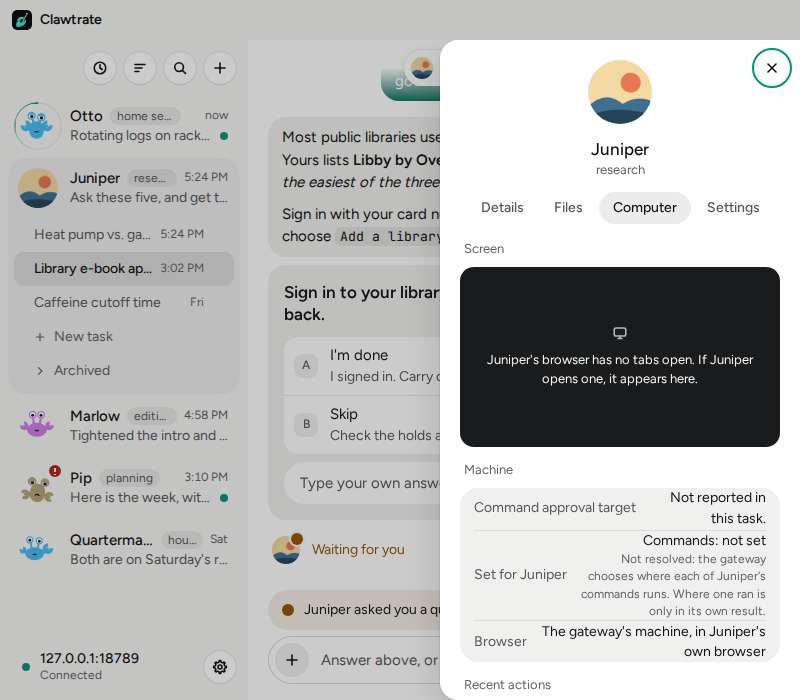 Clawtrate
Otto home se... now
Rotating logs on rack...
Juniper rese... 5:24 PM
Ask these five, and get t...
Heat pump vs. ga... 5:24 PM
Library e-book ap... 3:02 PM
Caffeine cutoff time Fri
+ New task
> Archived
Marlow editi... 4:58 PM
Tightened the intro and ...
Pip planning 3:10 PM
Here is the week, wit...
Quarterma... hou... Sat
Both are on Saturday's r...
127.0.0.1:18789
Connected
Most public libraries use
Yours lists Libby by Ove
the easiest of the three
Sign in with your card
choose Add a library
Sign in to your librar
back.
A I'm done
I signed in. Carry
B Skip
Check the holds a
Type your own answ
Waiting for you
Juniper asked you a qu
Answer above, or
Juniper
research
Details Files Computer Settings
Screen
Juniper's browser has no tabs open. If Juniper
opens one, it appears here.
Machine
Command approval target Not reported in
this task.
Set for Juniper Commands: not set
Not resolved: the gateway
chooses where each of Juniper's
commands runs. Where one ran is
only in its own result.
Browser The gateway's machine, in Juniper's
own browser
Recent actions